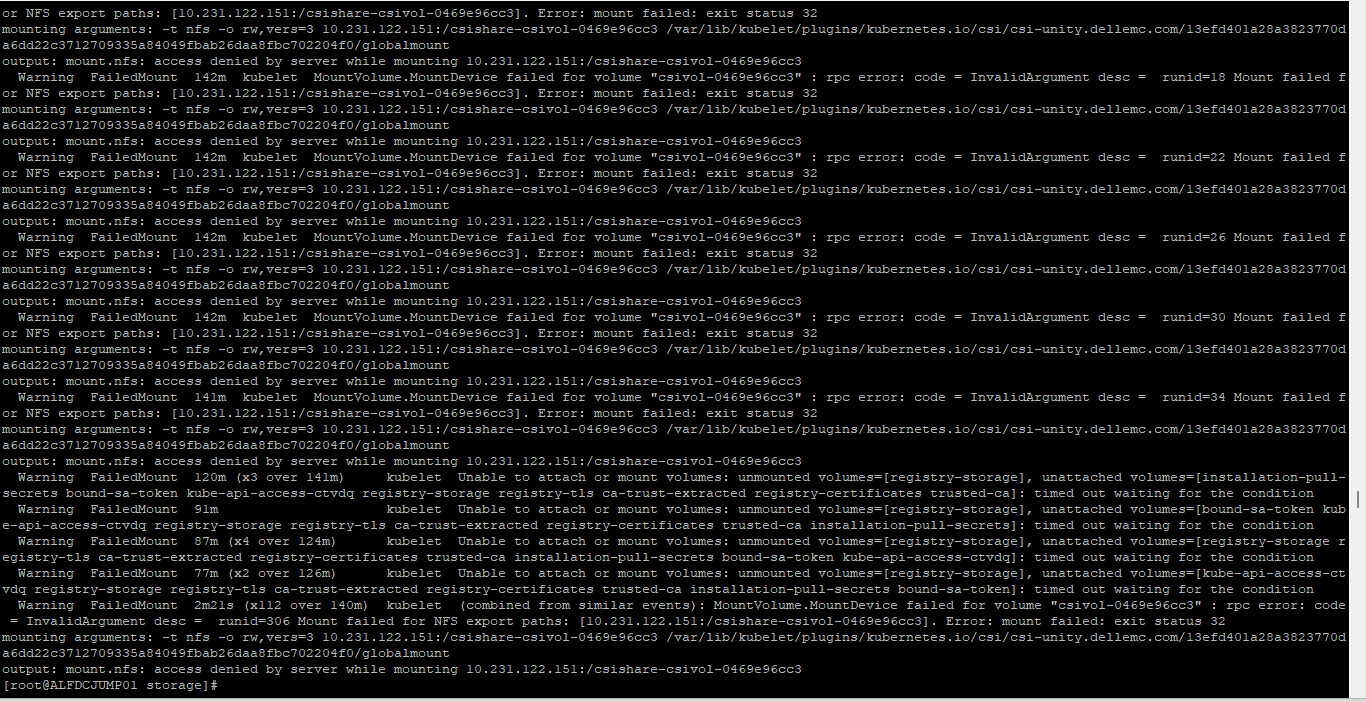 or NFS export paths: [10.231.122.151:/csishare-csivol-0469e96cc3]. Error: mount failed: exit status 32
mounting arguments: -t nfs -o rw,vers=3 10.231.122.151:/csishare-csivol-0469e96cc3 /var/lib/kubelet/plugins/kubernetes.io/csi/csi-unity.dellemc.com/13efd401a28a3823770d
a6dd22c3712709335a84049fbab26daa8fbc702204f0/globalmount
output: mount.nfs: access denied by server while mounting 10.231.122.151:/csishare-csivol-0469e96cc3
  Warning  FailedMount  142m  kubelet  MountVolume.MountDevice failed for volume "csivol-0469e96cc3" : rpc error: code = InvalidArgument desc =  runid=18 Mount failed f
or NFS export paths: [10.231.122.151:/csishare-csivol-0469e96cc3]. Error: mount failed: exit status 32
mounting arguments: -t nfs -o rw,vers=3 10.231.122.151:/csishare-csivol-0469e96cc3 /var/lib/kubelet/plugins/kubernetes.io/csi/csi-unity.dellemc.com/13efd401a28a3823770d
a6dd22c3712709335a84049fbab26daa8fbc702204f0/globalmount
output: mount.nfs: access denied by server while mounting 10.231.122.151:/csishare-csivol-0469e96cc3
  Warning  FailedMount  142m  kubelet  MountVolume.MountDevice failed for volume "csivol-0469e96cc3" : rpc error: code = InvalidArgument desc =  runid=22 Mount failed f
or NFS export paths: [10.231.122.151:/csishare-csivol-0469e96cc3]. Error: mount failed: exit status 32
mounting arguments: -t nfs -o rw,vers=3 10.231.122.151:/csishare-csivol-0469e96cc3 /var/lib/kubelet/plugins/kubernetes.io/csi/csi-unity.dellemc.com/13efd401a28a3823770d
a6dd22c3712709335a84049fbab26daa8fbc702204f0/globalmount
output: mount.nfs: access denied by server while mounting 10.231.122.151:/csishare-csivol-0469e96cc3
  Warning  FailedMount  142m  kubelet  MountVolume.MountDevice failed for volume "csivol-0469e96cc3" : rpc error: code = InvalidArgument desc =  runid=26 Mount failed f
or NFS export paths: [10.231.122.151:/csishare-csivol-0469e96cc3]. Error: mount failed: exit status 32
mounting arguments: -t nfs -o rw,vers=3 10.231.122.151:/csishare-csivol-0469e96cc3 /var/lib/kubelet/plugins/kubernetes.io/csi/csi-unity.dellemc.com/13efd401a28a3823770d
a6dd22c3712709335a84049fbab26daa8fbc702204f0/globalmount
output: mount.nfs: access denied by server while mounting 10.231.122.151:/csishare-csivol-0469e96cc3
  Warning  FailedMount  142m  kubelet  MountVolume.MountDevice failed for volume "csivol-0469e96cc3" : rpc error: code = InvalidArgument desc =  runid=30 Mount failed f
or NFS export paths: [10.231.122.151:/csishare-csivol-0469e96cc3]. Error: mount failed: exit status 32
mounting arguments: -t nfs -o rw,vers=3 10.231.122.151:/csishare-csivol-0469e96cc3 /var/lib/kubelet/plugins/kubernetes.io/csi/csi-unity.dellemc.com/13efd401a28a3823770d
a6dd22c3712709335a84049fbab26daa8fbc702204f0/globalmount
output: mount.nfs: access denied by server while mounting 10.231.122.151:/csishare-csivol-0469e96cc3
  Warning  FailedMount  141m  kubelet  MountVolume.MountDevice failed for volume "csivol-0469e96cc3" : rpc error: code = InvalidArgument desc =  runid=34 Mount failed f
or NFS export paths: [10.231.122.151:/csishare-csivol-0469e96cc3]. Error: mount failed: exit status 32
mounting arguments: -t nfs -o rw,vers=3 10.231.122.151:/csishare-csivol-0469e96cc3 /var/lib/kubelet/plugins/kubernetes.io/csi/csi-unity.dellemc.com/13efd401a28a3823770d
a6dd22c3712709335a84049fbab26daa8fbc702204f0/globalmount
output: mount.nfs: access denied by server while mounting 10.231.122.151:/csishare-csivol-0469e96cc3
  Warning  FailedMount  120m (x3 over 141m)     kubelet  Unable to attach or mount volumes: unmounted volumes=[registry-storage], unattached volumes=[installation-pull-
secrets bound-sa-token kube-api-access-ctvdq registry-storage registry-tls ca-trust-extracted registry-certificates trusted-ca]: timed out waiting for the condition
  Warning  FailedMount  91m                     kubelet  Unable to attach or mount volumes: unmounted volumes=[registry-storage], unattached volumes=[bound-sa-token kub
e-api-access-ctvdq registry-storage registry-tls ca-trust-extracted registry-certificates trusted-ca installation-pull-secrets]: timed out waiting for the condition
  Warning  FailedMount  87m (x4 over 124m)      kubelet  Unable to attach or mount volumes: unmounted volumes=[registry-storage], unattached volumes=[registry-storage r
egistry-tls ca-trust-extracted registry-certificates trusted-ca installation-pull-secrets bound-sa-token kube-api-access-ctvdq]: timed out waiting for the condition
  Warning  FailedMount  77m (x2 over 126m)      kubelet  Unable to attach or mount volumes: unmounted volumes=[registry-storage], unattached volumes=[kube-api-access-ct
vdq registry-storage registry-tls ca-trust-extracted registry-certificates trusted-ca installation-pull-secrets bound-sa-token]: timed out waiting for the condition
  Warning  FailedMount  2m21s (x112 over 140m)  kubelet  (combined from similar events): MountVolume.MountDevice failed for volume "csivol-0469e96cc3" : rpc error: code
 = InvalidArgument desc =  runid=306 Mount failed for NFS export paths: [10.231.122.151:/csishare-csivol-0469e96cc3]. Error: mount failed: exit status 32
mounting arguments: -t nfs -o rw,vers=3 10.231.122.151:/csishare-csivol-0469e96cc3 /var/lib/kubelet/plugins/kubernetes.io/csi/csi-unity.dellemc.com/13efd401a28a3823770d
a6dd22c3712709335a84049fbab26daa8fbc702204f0/globalmount
output: mount.nfs: access denied by server while mounting 10.231.122.151:/csishare-csivol-0469e96cc3
[root@ALFDCJUMP01 storage]#